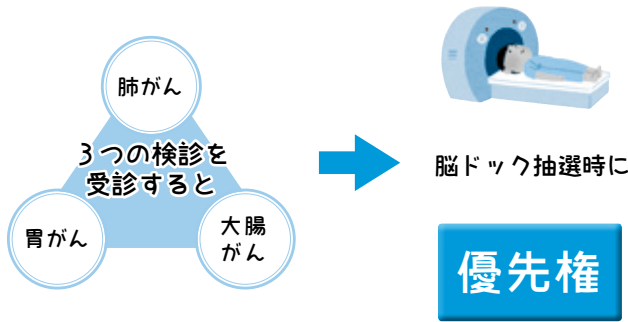 肺がん
3つの検診を
受診すると
胃がん
大腸
がん
脳ドック抽選時に
優先権